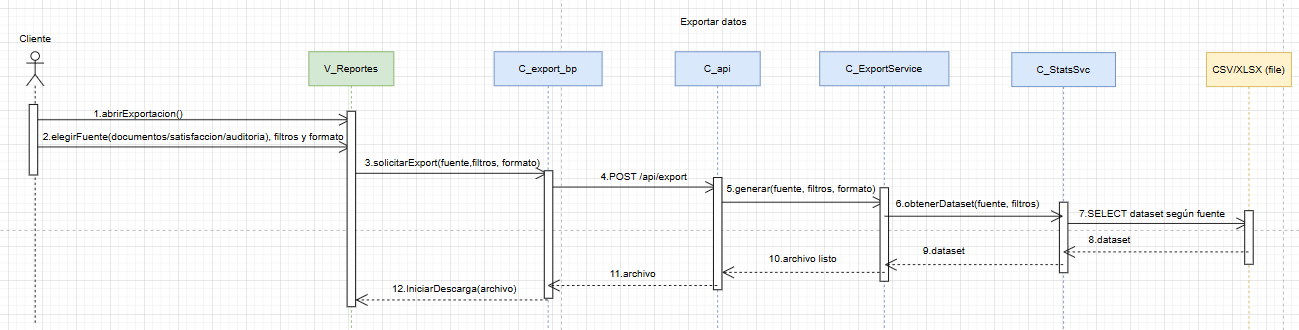 Exportar datos
Cliente
V_Reportes
C_export_bp
C_api
C_ExportService
C_StatsSvc
CSV/XLSX (file)
1.abrirExportacion()
2.elegirFuente(documentos/satisfaccion/auditoria), filtros y formato
3.solicitarExport(fuente,filtros, formato)
4.POST /api/export
5.generar(fuente, filtros, formato)
6.obtenerDataset(fuente, filtros)
7.SELECT dataset según fuente
8.dataset
9.dataset
10.archivo listo
11.archivo
12.IniciarDescarga(archivo)